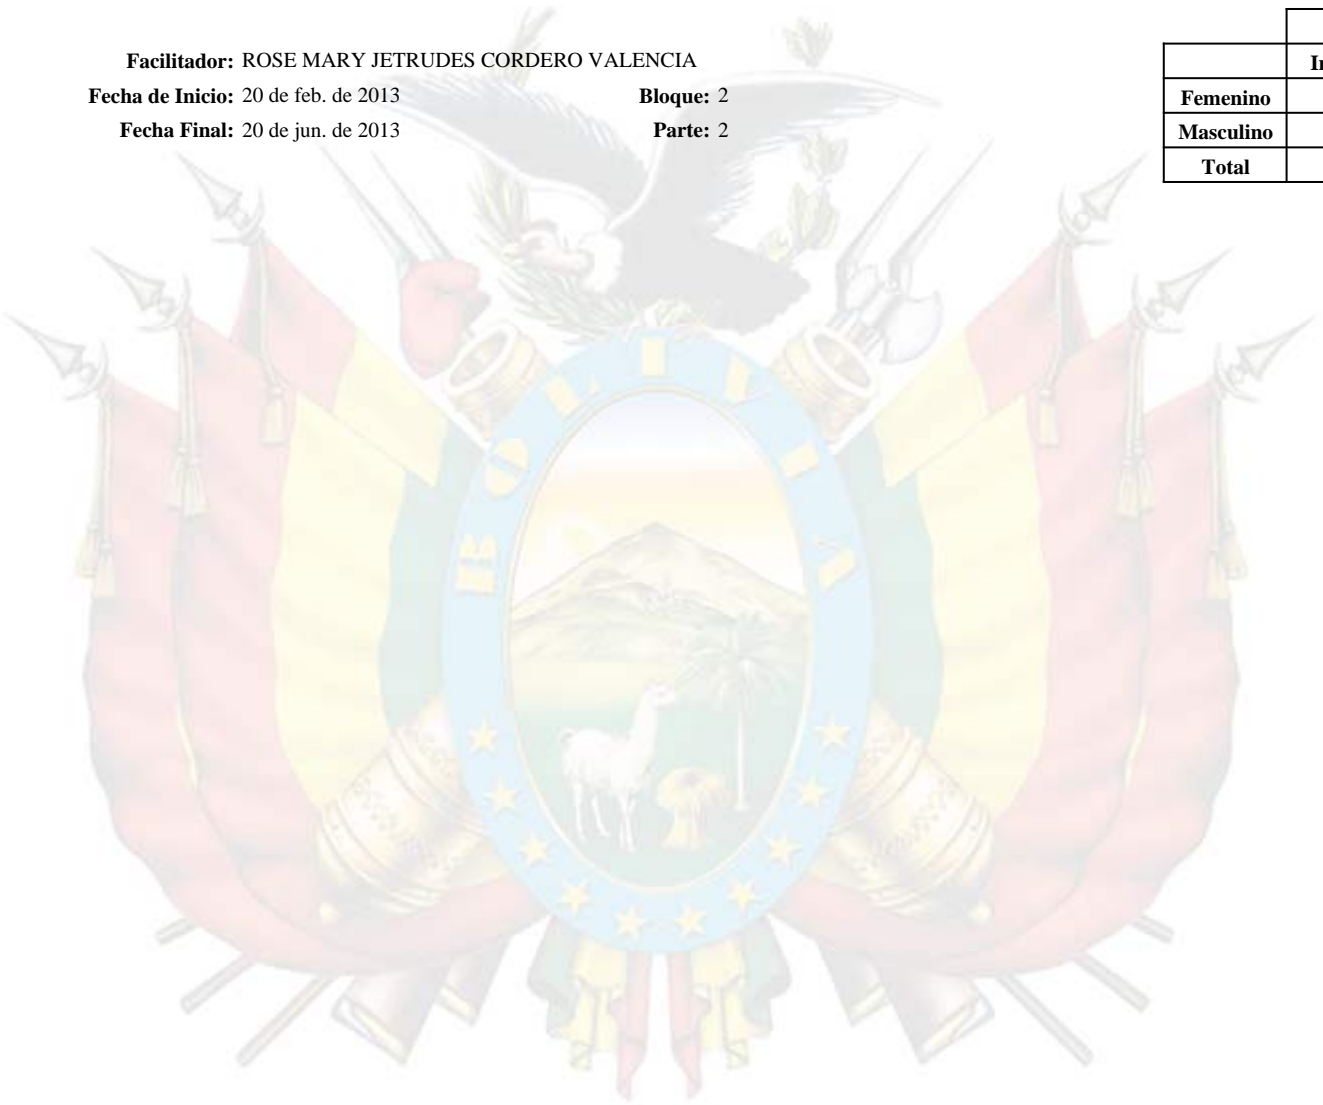 Facilitador: ROSE MARY JETRUDES CORDERO VALENCIA
Fecha de Inicio: 20 de feb. de 2013 Bloque: 2
Fecha Final: 20 de jun. de 2013 Parte: 2
Femenino
Masculino
Total
BOLIVIA